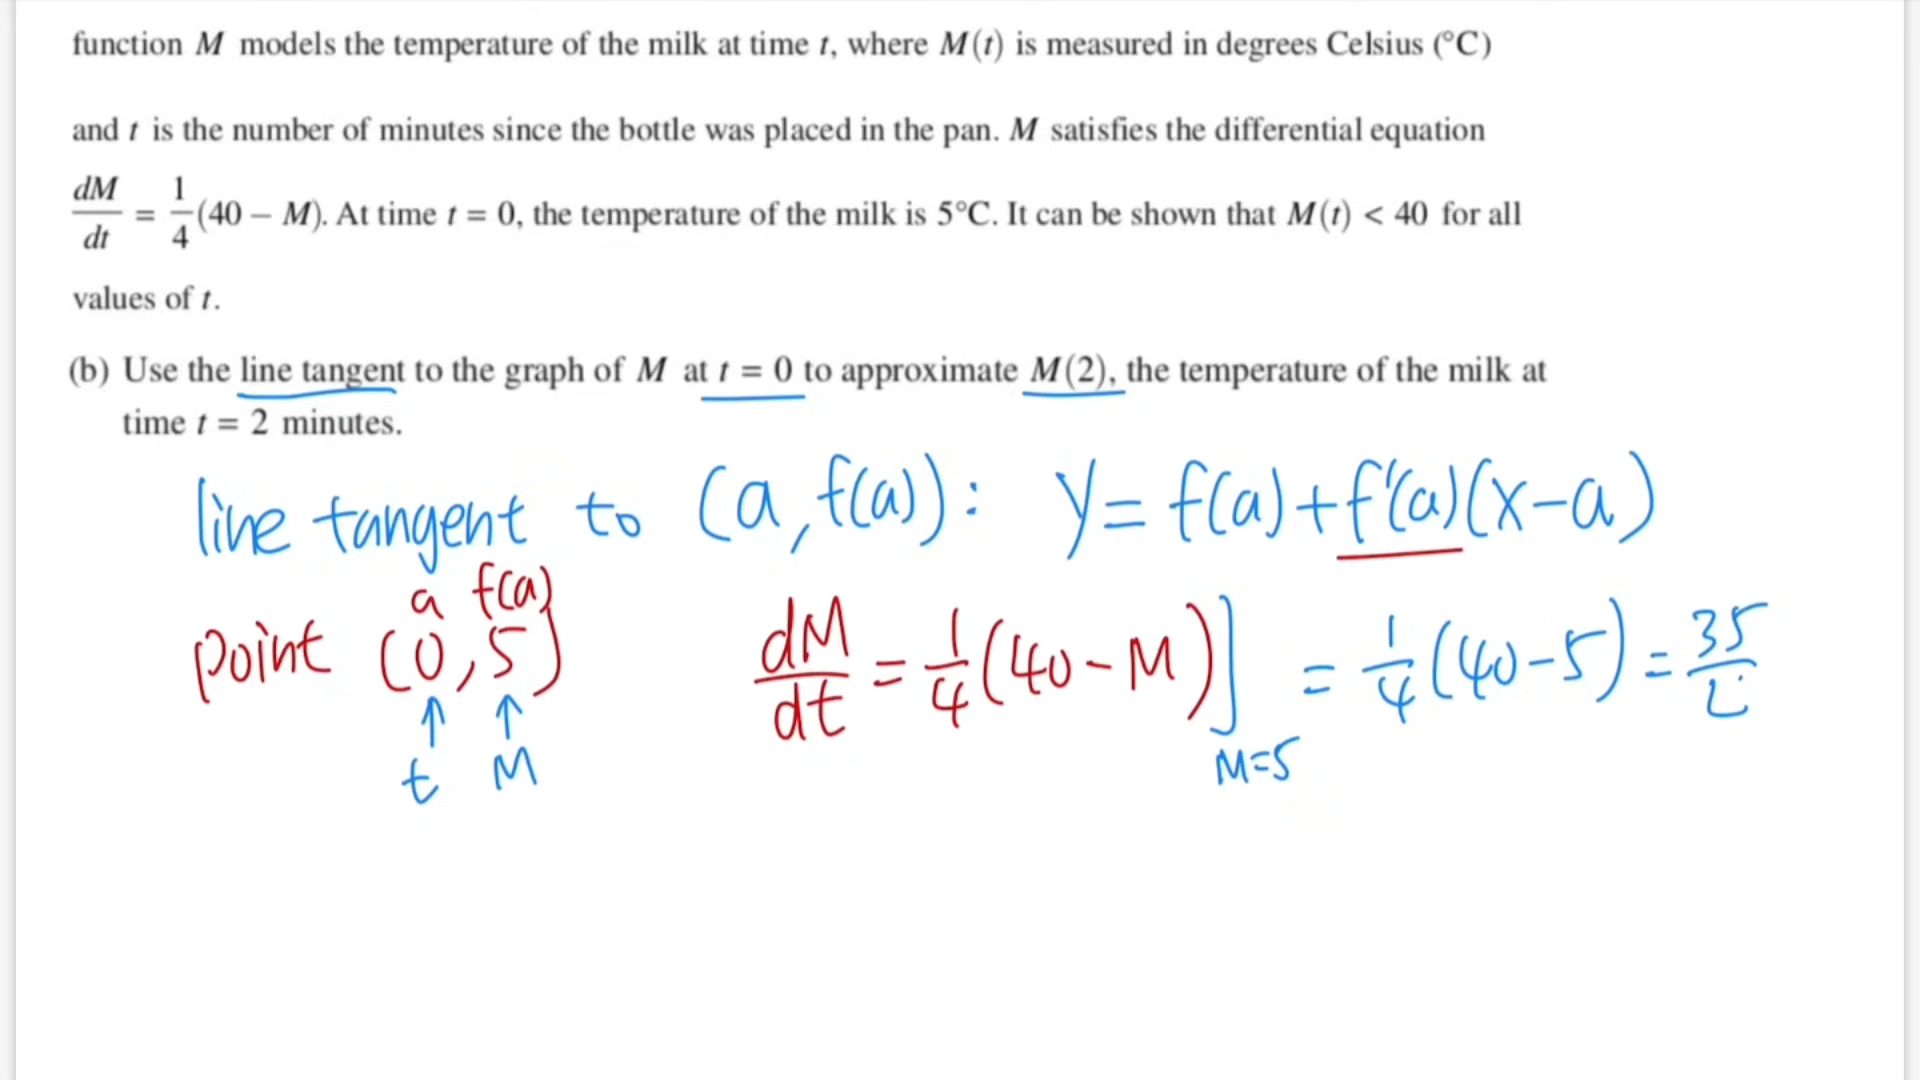 function M models the temperature of the milk at time t, where M(t) is measured in degrees Celsius (°C)
and t is the number of minutes since the bottle was placed in the pan. M satisfies the differential equation
dM/dt = 1/4(40 – M). At time t = 0, the temperature of the milk is 5°C. It can be shown that M(t) < 40 for all
values of t.
(b) Use the line tangent to the graph of M at t = 0 to approximate M(2), the temperature of the milk at
time t = 2 minutes.
line tangent to (a, f(a)): y = f(a) + f'(a)(x-a)
a f(a)
point (0, 5) dM/dt = 1/4(40-M)] = 1/4(40-5) = 35/
↑ ↑
t M M=5